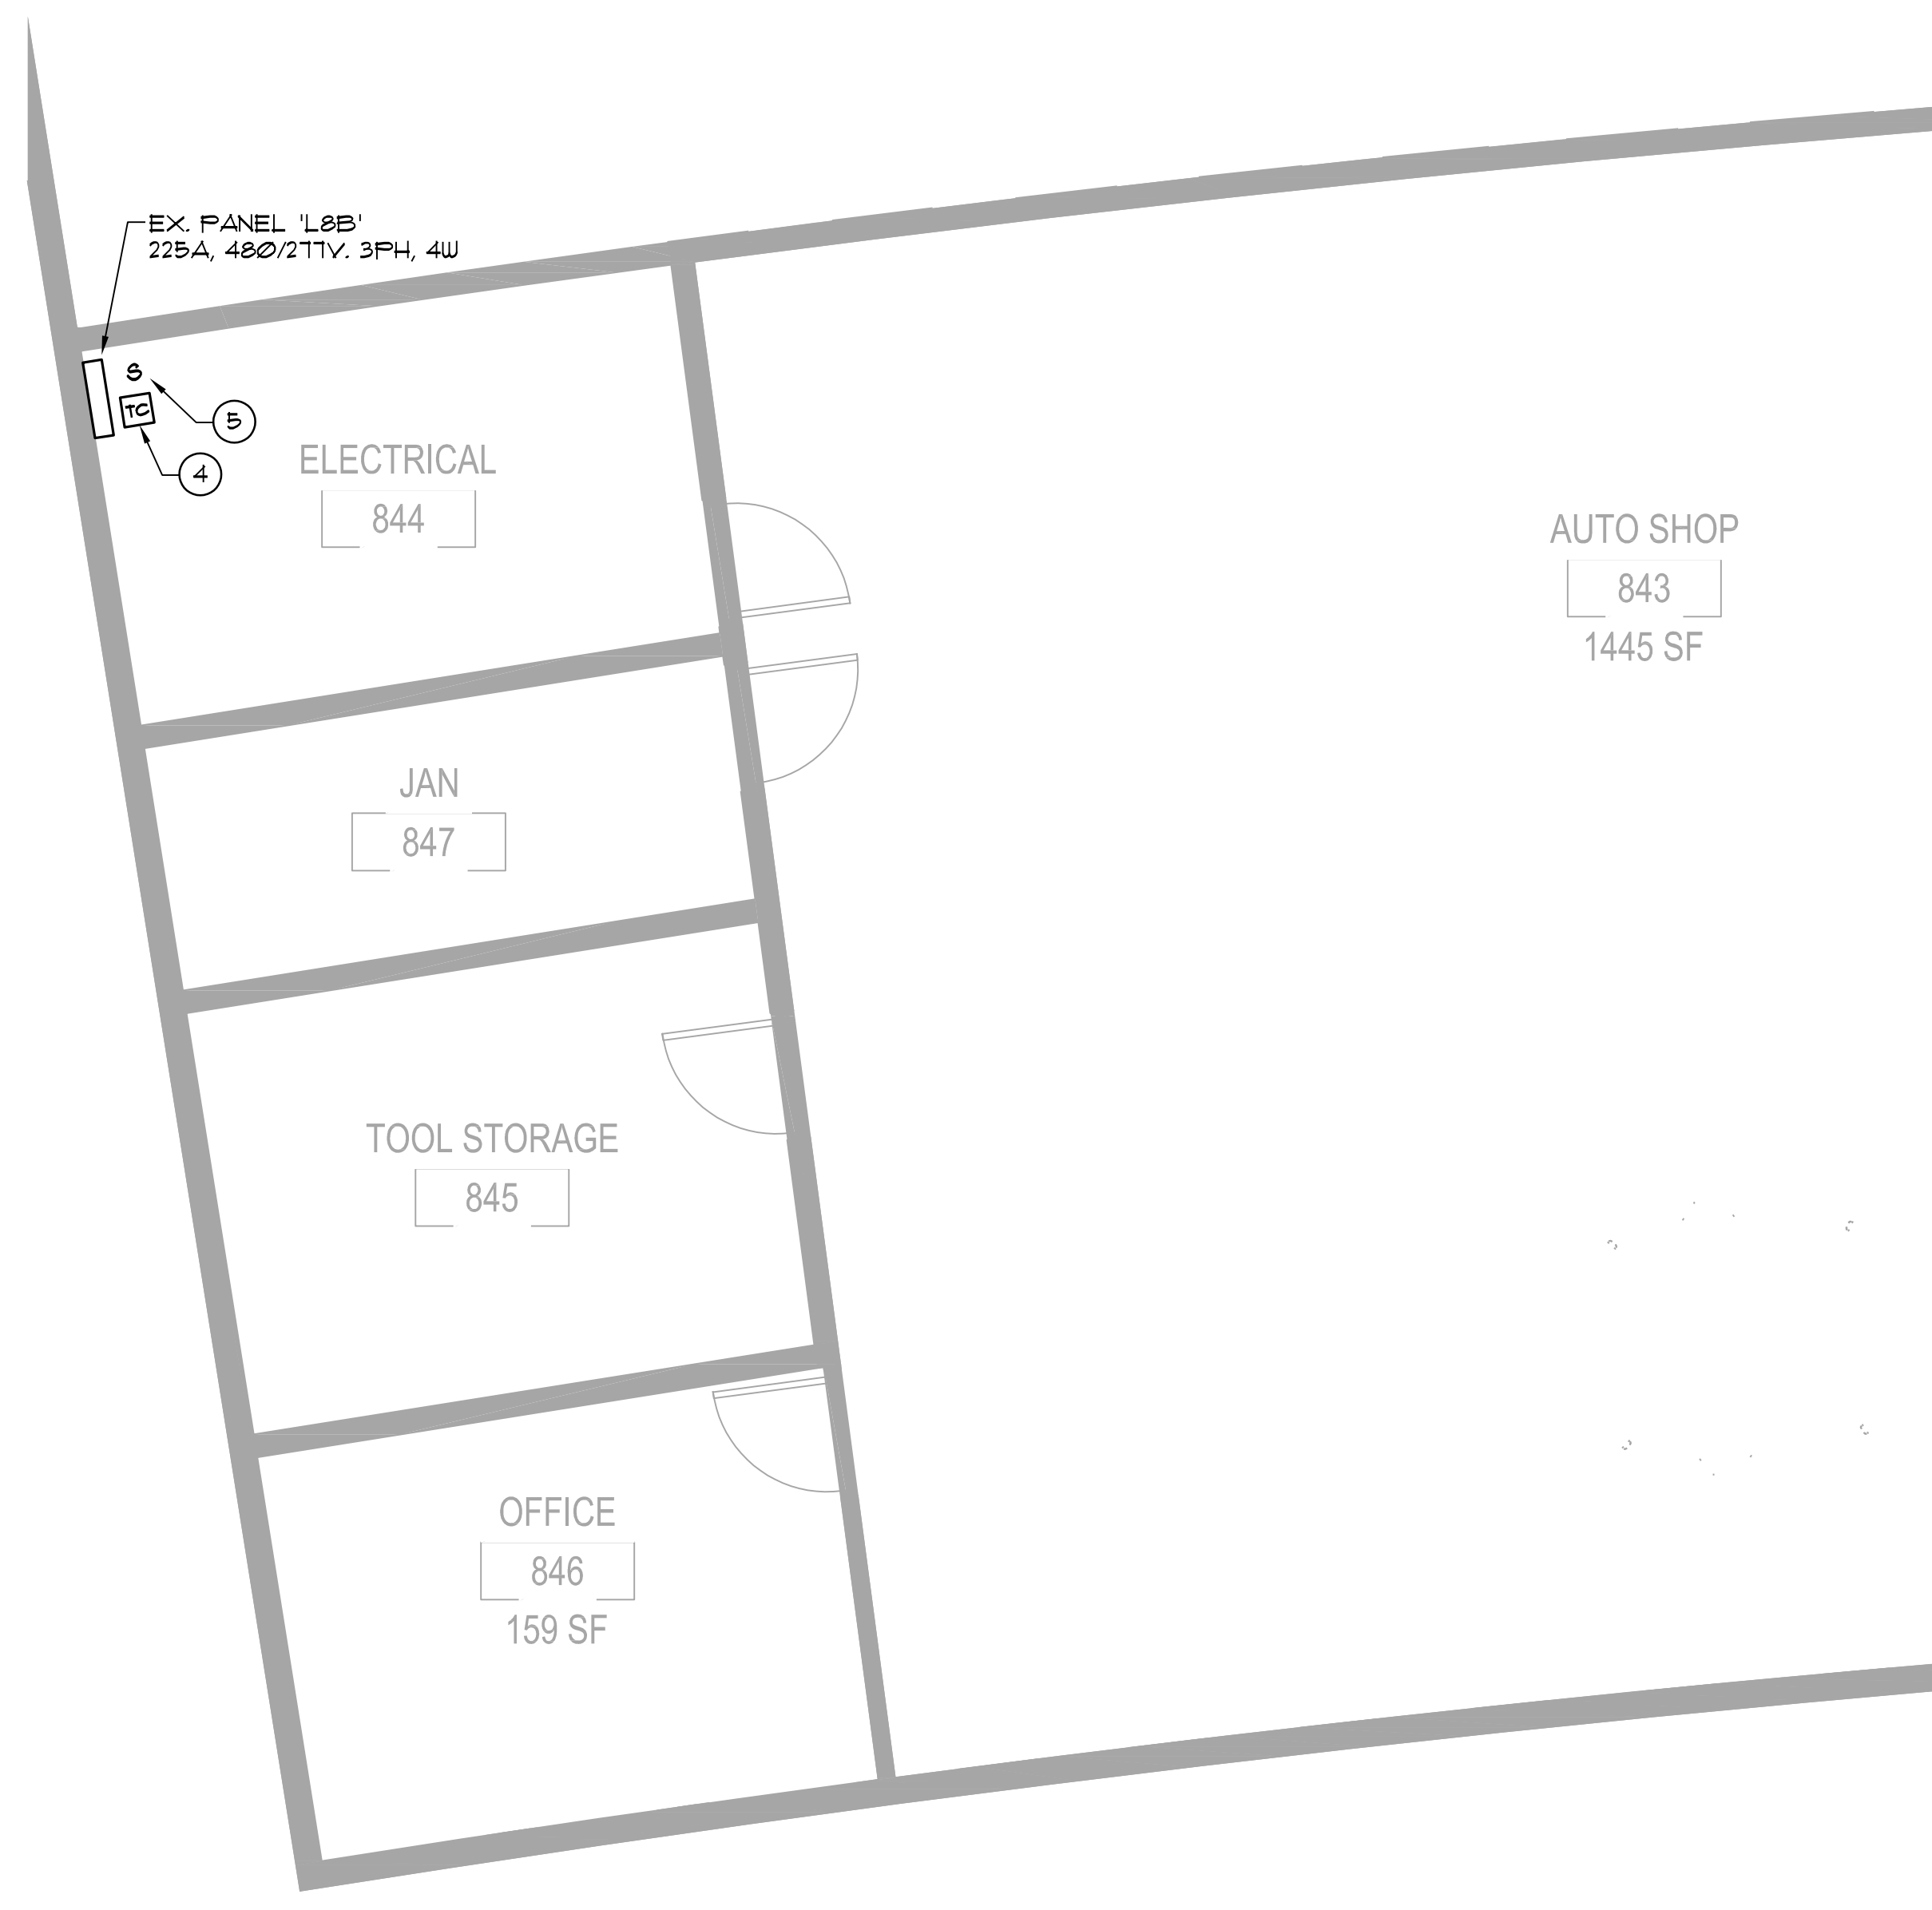 EX. PANEL 'L8B'
225A, 480/277V. 3PH, 4W
S
TC
5
4
ELECTRICAL
844
AUTO SHOP
843
1445 SF
JAN
847
TOOL STORAGE
845
OFFICE
846
159 SF